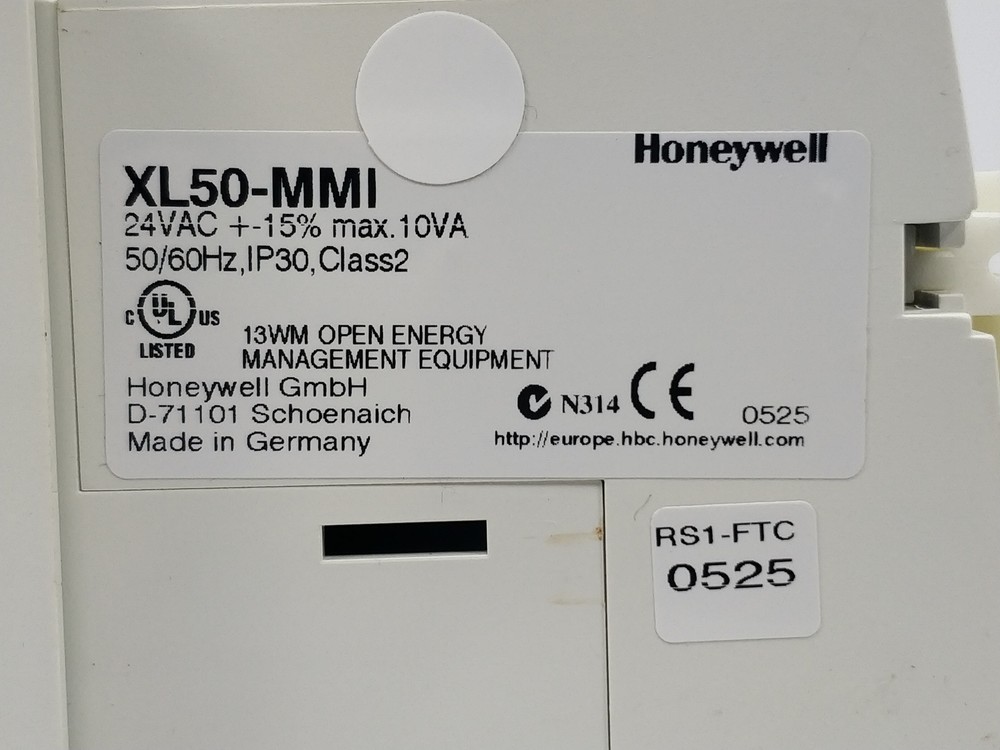 Honeywell
XL50-MMI
24VAC +-15% max.10VA
50/60Hz,IP30,Class2
C UL US
LISTED
13WM OPEN ENERGY
MANAGEMENT EQUIPMENT
Honeywell GmbH
D-71101 Schoenaich
Made in Germany
N314 CE 0525
http://europe.hbc.honeywell.com
RS1-FTC
0525